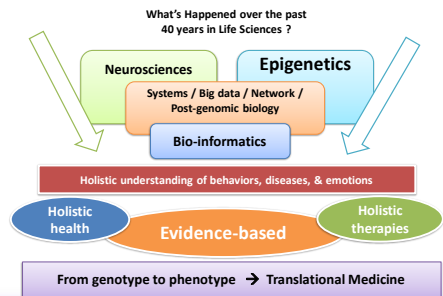 What's Happened over the past
40 years in Life Sciences ?
Neurosciences
Epigenetics
Systems / Big data / Network /
Post-genomic biology
Bio-informatics
Holistic understanding of behaviors, diseases, & emotions
Holistic
health
Evidence-based
Holistic
therapies
From genotype to phenotype → Translational Medicine